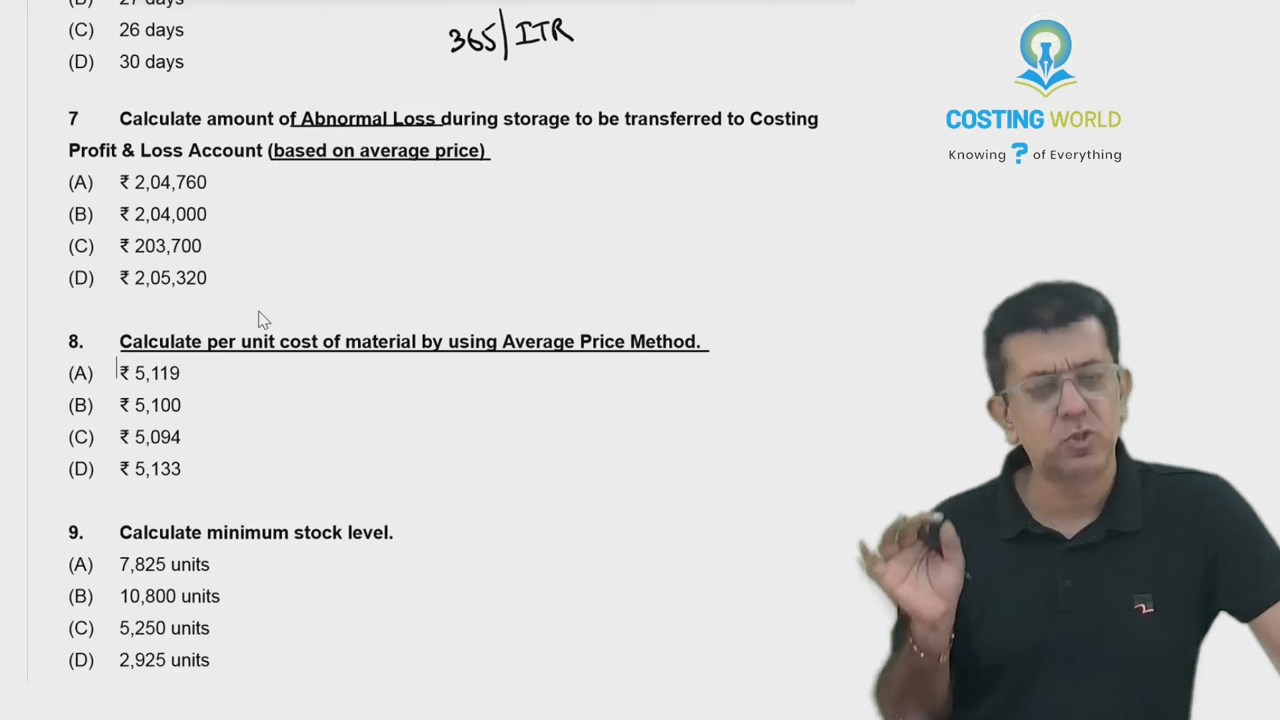 (B) 27 days
(C) 26 days
(D) 30 days
365/ITR
7 Calculate amount of Abnormal Loss during storage to be transferred to Costing
Profit & Loss Account (based on average price)
(A) ₹ 2,04,760
(B) ₹ 2,04,000
(C) ₹ 203,700
(D) ₹ 2,05,320
8. Calculate per unit cost of material by using Average Price Method.
(A) ₹ 5,119
(B) ₹ 5,100
(C) ₹ 5,094
(D) ₹ 5,133
9. Calculate minimum stock level.
(A) 7,825 units
(B) 10,800 units
(C) 5,250 units
(D) 2,925 units
COSTING WORLD
Knowing ? of Everything